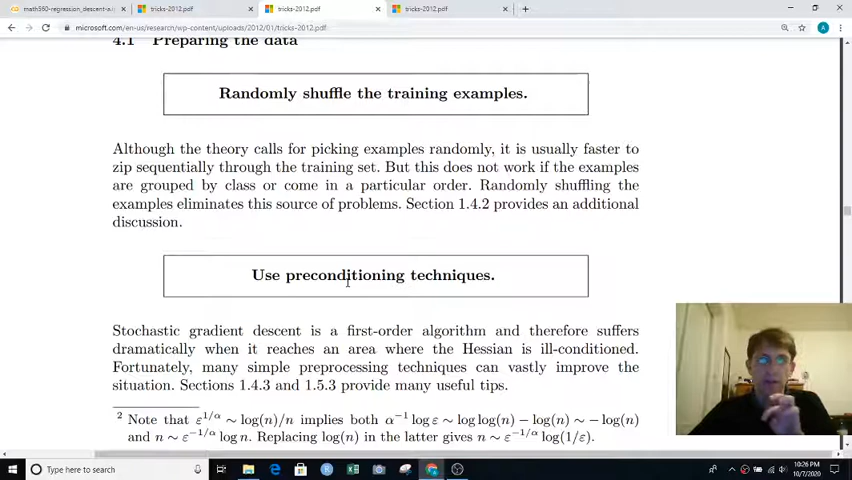 math560-regression_descent-a.i
tricks-2012.pdf
tricks-2012.pdf
tricks-2012.pdf
microsoft.com/en-us/research/wp-content/uploads/2012/01/tricks-2012.pdf
4.1 Preparing the data
Randomly shuffle the training examples.
Although the theory calls for picking examples randomly, it is usually faster to
zip sequentially through the training set. But this does not work if the examples
are grouped by class or come in a particular order. Randomly shuffling the
examples eliminates this source of problems. Section 1.4.2 provides an additional
discussion.
Use preconditioning techniques.
Stochastic gradient descent is a first-order algorithm and therefore suffers
dramatically when it reaches an area where the Hessian is ill-conditioned.
Fortunately, many simple preprocessing techniques can vastly improve the
situation. Sections 1.4.3 and 1.5.3 provide many useful tips.
2 Note that ε^{1/α} ∼ log(n)/n implies both α^{−1} log ε ∼ log log(n) − log(n) ∼ − log(n)
and n ∼ ε^{−1/α} log n. Replacing log(n) in the latter gives n ∼ ε^{−1/α} log(1/ε).
Type here to search
10:26 PM
10/7/2020